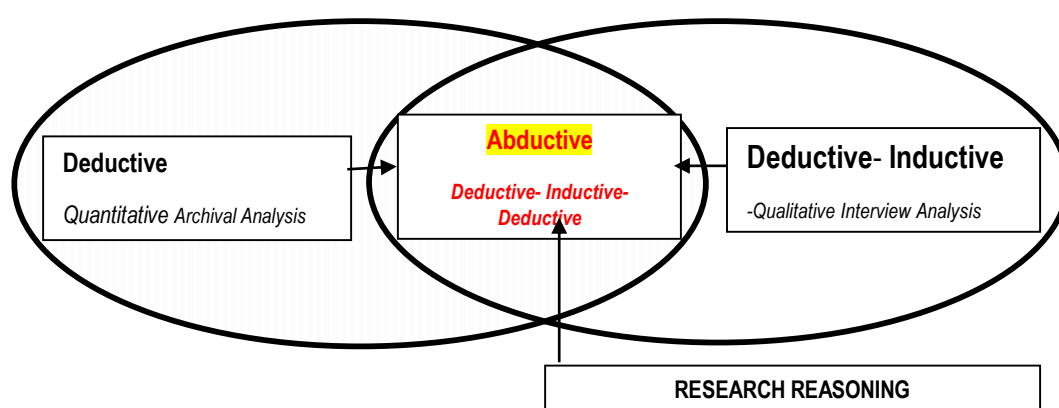 Deductive
Quantitative Archival Analysis
Abductive
Deductive- Inductive-
Deductive
Deductive- Inductive
-Qualitative Interview Analysis
RESEARCH REASONING